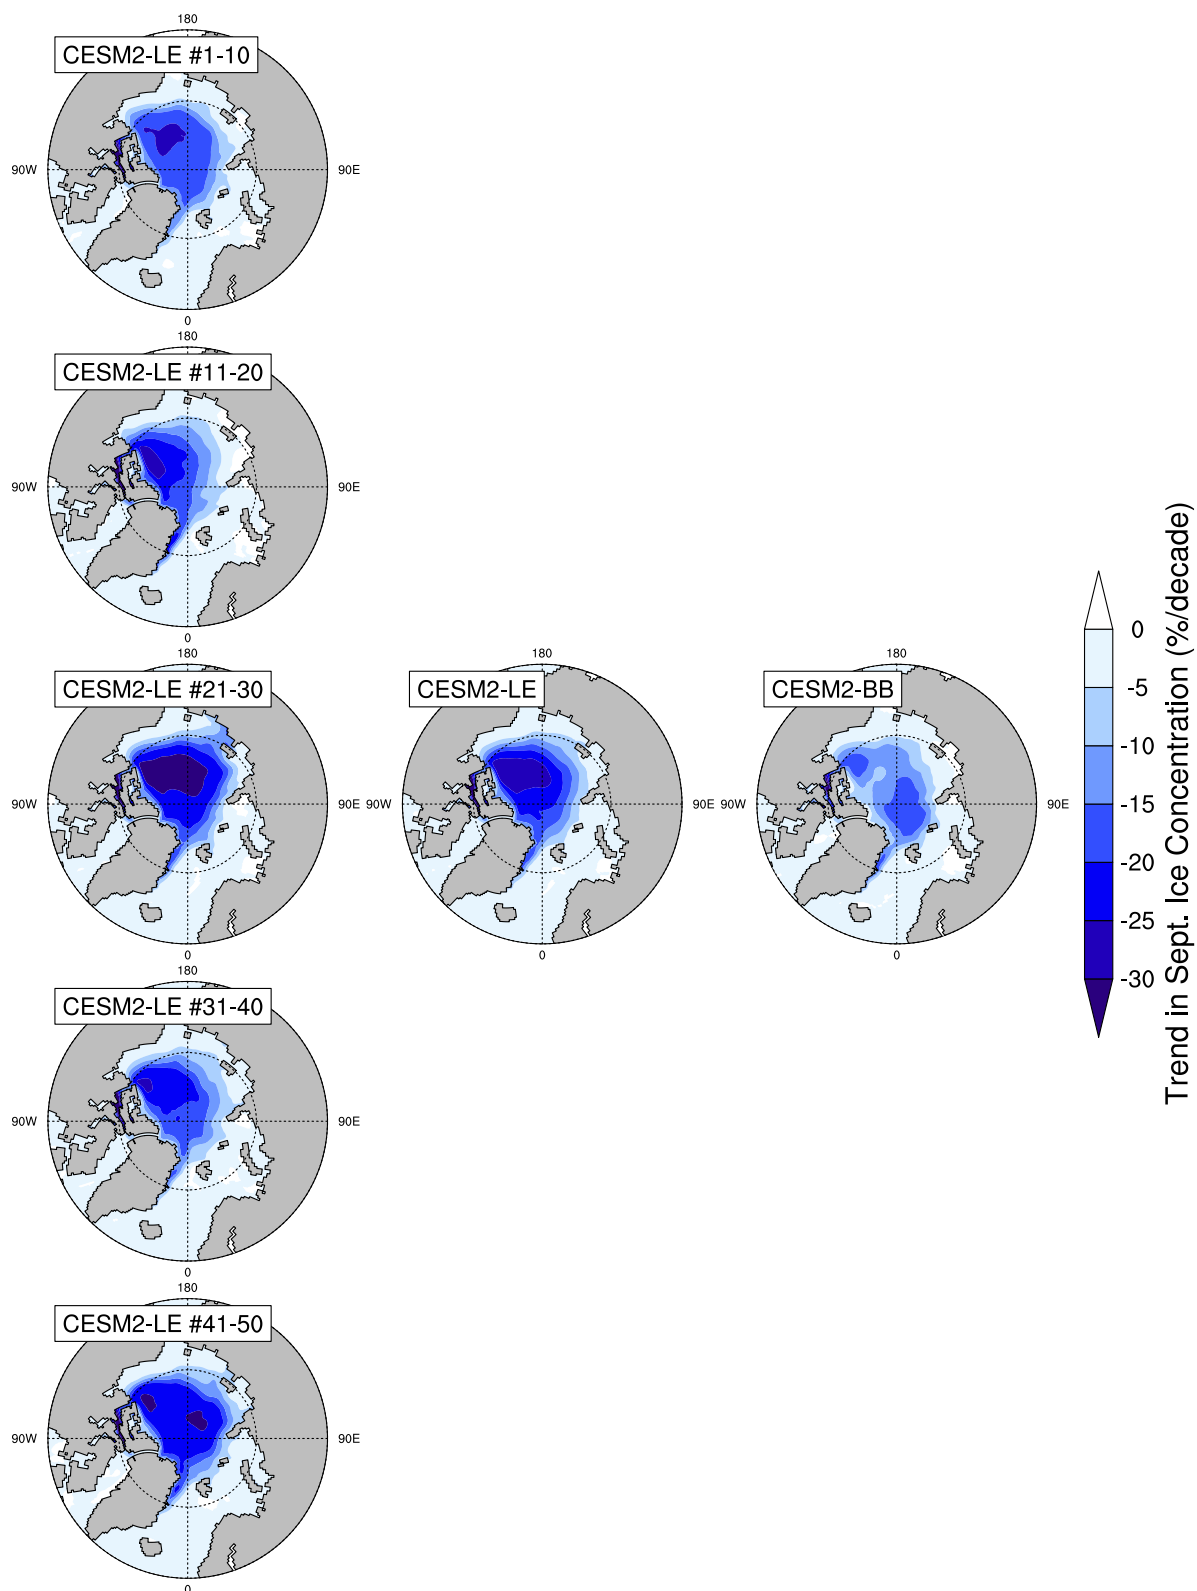 180
CESM2-LE #1-10
90W
90E
0
180
CESM2-LE #11-20
90W
90E
0
180
CESM2-LE #21-30
90W
90E
0
180
CESM2-LE
90W
90E
0
180
CESM2-BB
90W
90E
0
180
CESM2-LE #31-40
90W
90E
0
180
CESM2-LE #41-50
90W
90E
0
0
-5
-10
-15
-20
-25
-30
Trend in Sept. Ice Concentration (%/decade)